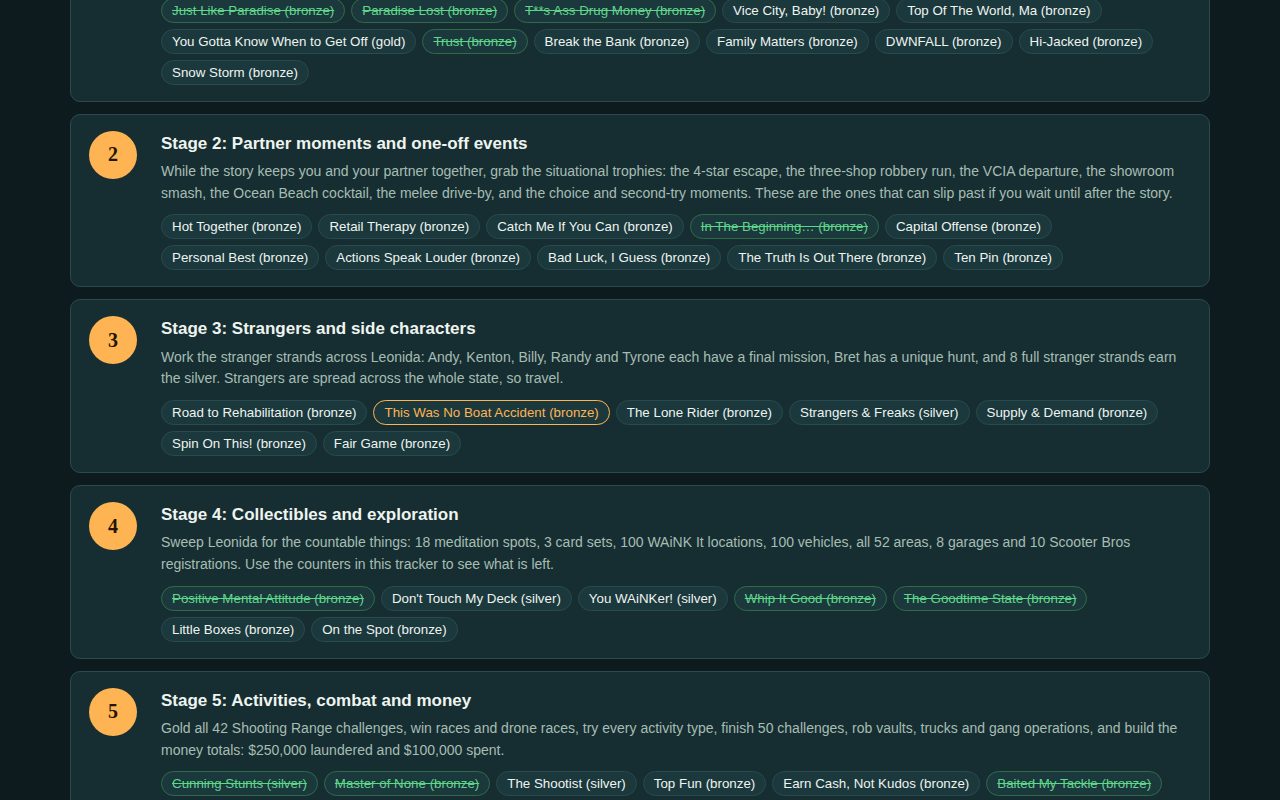 Just Like Paradise (bronze) Paradise Lost (bronze) T**s Ass Drug Money (bronze) Vice City, Baby! (bronze) Top Of The World, Ma (bronze)
You Gotta Know When to Get Off (gold) Trust (bronze) Break the Bank (bronze) Family Matters (bronze) DWNFALL (bronze) Hi-Jacked (bronze)
Snow Storm (bronze)
2
Stage 2: Partner moments and one-off events
While the story keeps you and your partner together, grab the situational trophies: the 4-star escape, the three-shop robbery run, the VCIA departure, the showroom
smash, the Ocean Beach cocktail, the melee drive-by, and the choice and second-try moments. These are the ones that can slip past if you wait until after the story.
Hot Together (bronze) Retail Therapy (bronze) Catch Me If You Can (bronze) In The Beginning… (bronze) Capital Offense (bronze)
Personal Best (bronze) Actions Speak Louder (bronze) Bad Luck, I Guess (bronze) The Truth Is Out There (bronze) Ten Pin (bronze)
3
Stage 3: Strangers and side characters
Work the stranger strands across Leonida: Andy, Kenton, Billy, Randy and Tyrone each have a final mission, Bret has a unique hunt, and 8 full stranger strands earn
the silver. Strangers are spread across the whole state, so travel.
Road to Rehabilitation (bronze) This Was No Boat Accident (bronze) The Lone Rider (bronze) Strangers & Freaks (silver) Supply & Demand (bronze)
Spin On This! (bronze) Fair Game (bronze)
4
Stage 4: Collectibles and exploration
Sweep Leonida for the countable things: 18 meditation spots, 3 card sets, 100 WAiNK It locations, 100 vehicles, all 52 areas, 8 garages and 10 Scooter Bros
registrations. Use the counters in this tracker to see what is left.
Positive Mental Attitude (bronze) Don't Touch My Deck (silver) You WAiNKer! (silver) Whip It Good (bronze) The Goodtime State (bronze)
Little Boxes (bronze) On the Spot (bronze)
5
Stage 5: Activities, combat and money
Gold all 42 Shooting Range challenges, win races and drone races, try every activity type, finish 50 challenges, rob vaults, trucks and gang operations, and build the
money totals: $250,000 laundered and $100,000 spent.
Cunning Stunts (silver) Master of None (bronze) The Shootist (silver) Top Fun (bronze) Earn Cash, Not Kudos (bronze) Baited My Tackle (bronze)